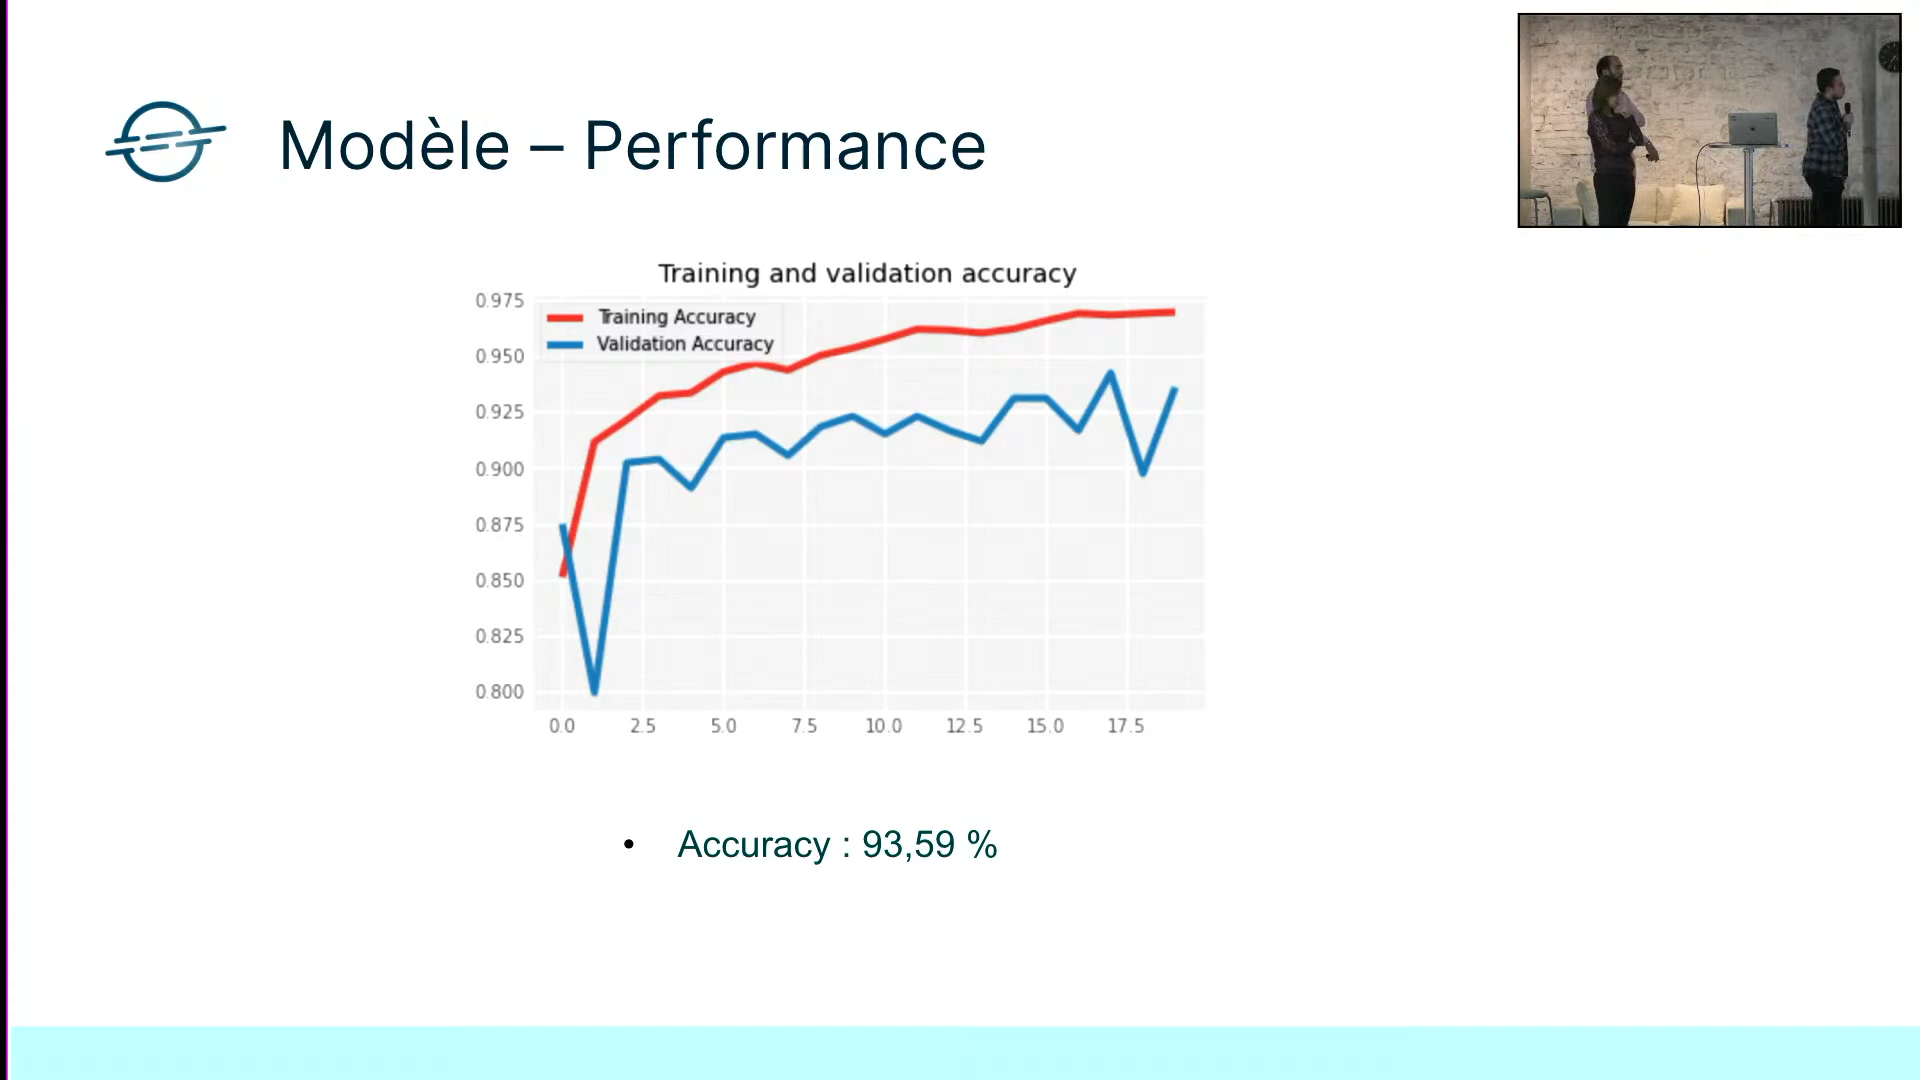 Modèle – Performance
Training and validation accuracy
Training Accuracy
Validation Accuracy
0.975
0.950
0.925
0.900
0.875
0.850
0.825
0.800
0.0 2.5 5.0 7.5 10.0 12.5 15.0 17.5
• Accuracy : 93,59 %